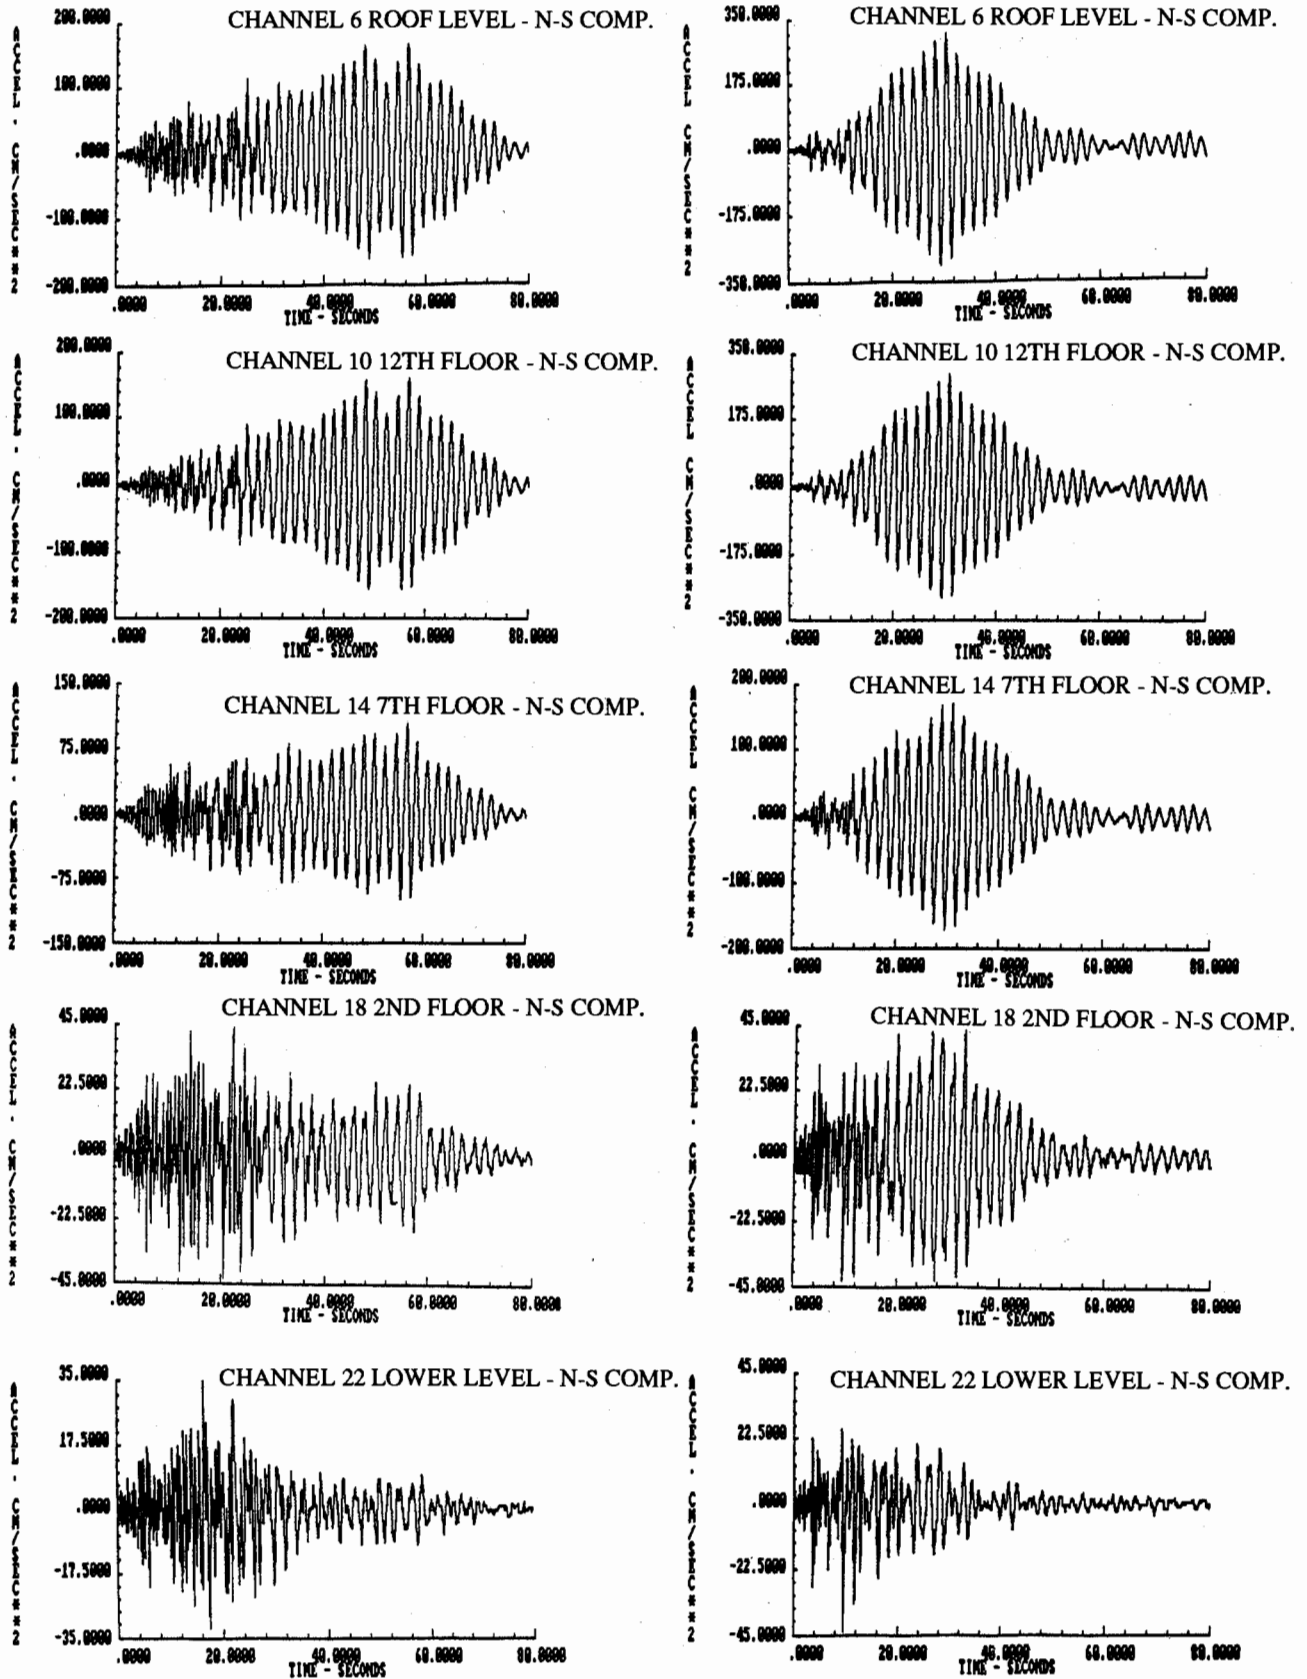 CHANNEL 6 ROOF LEVEL - N-S COMP.
ACCEL. CM/SEC**2
200.0000
100.0000
.0000
-100.0000
-200.0000
.0000 20.0000 40.0000 60.0000 80.0000
TIME - SECONDS
CHANNEL 6 ROOF LEVEL - N-S COMP.
ACCEL CM/SEC**2
350.0000
175.0000
.0000
-175.0000
-350.0000
.0000 20.0000 40.0000 60.0000 80.0000
TIME - SECONDS
CHANNEL 10 12TH FLOOR - N-S COMP.
ACCEL. CM/SEC**2
200.0000
100.0000
.0000
-100.0000
-200.0000
.0000 20.0000 40.0000 60.0000 80.0000
TIME - SECONDS
CHANNEL 10 12TH FLOOR - N-S COMP.
ACCEL CM/SEC**2
350.0000
175.0000
.0000
-175.0000
-350.0000
.0000 20.0000 40.0000 60.0000 80.0000
TIME - SECONDS
CHANNEL 14 7TH FLOOR - N-S COMP.
ACCEL. CM/SEC**2
150.0000
75.0000
.0000
-75.0000
-150.0000
.0000 20.0000 40.0000 60.0000 80.0000
TIME - SECONDS
CHANNEL 14 7TH FLOOR - N-S COMP.
ACCEL CM/SEC**2
200.0000
100.0000
.0000
-100.0000
-200.0000
.0000 20.0000 40.0000 60.0000 80.0000
TIME - SECONDS
CHANNEL 18 2ND FLOOR - N-S COMP.
ACCEL. CM/SEC**2
45.0000
22.5000
.0000
-22.5000
-45.0000
.0000 20.0000 40.0000 60.0000 80.0000
TIME - SECONDS
CHANNEL 18 2ND FLOOR - N-S COMP.
ACCEL. CM/SEC**2
45.0000
22.5000
.0000
-22.5000
-45.0000
.0000 20.0000 40.0000 60.0000 80.0000
TIME - SECONDS
CHANNEL 22 LOWER LEVEL - N-S COMP.
ACCEL. CM/SEC**2
35.0000
17.5000
.0000
-17.5000
-35.0000
.0000 20.0000 40.0000 60.0000 80.0000
TIME - SECONDS
CHANNEL 22 LOWER LEVEL - N-S COMP.
ACCEL. CM/SEC**2
45.0000
22.5000
.0000
-22.5000
-45.0000
.0000 20.0000 40.0000 60.0000 80.0000
TIME - SECONDS